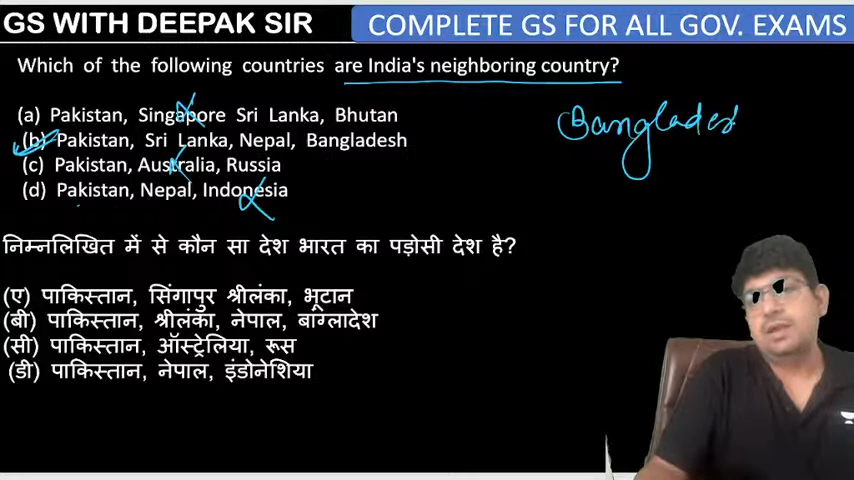 GS WITH DEEPAK SIR
COMPLETE GS FOR ALL GOV. EXAMS
Which of the following countries are India's neighboring country?
(a) Pakistan, Singapore Sri Lanka, Bhutan
(b) Pakistan, Sri Lanka, Nepal, Bangladesh
(c) Pakistan, Australia, Russia
(d) Pakistan, Nepal, Indonesia
Banglades
निम्नलिखित में से कौन सा देश भारत का पड़ोसी देश है?
(ए) पाकिस्तान, सिंगापुर श्रीलंका, भूटान
(बी) पाकिस्तान, श्रीलंका, नेपाल, बांग्लादेश
(सी) पाकिस्तान, ऑस्ट्रेलिया, रूस
(डी) पाकिस्तान, नेपाल, इंडोनेशिया